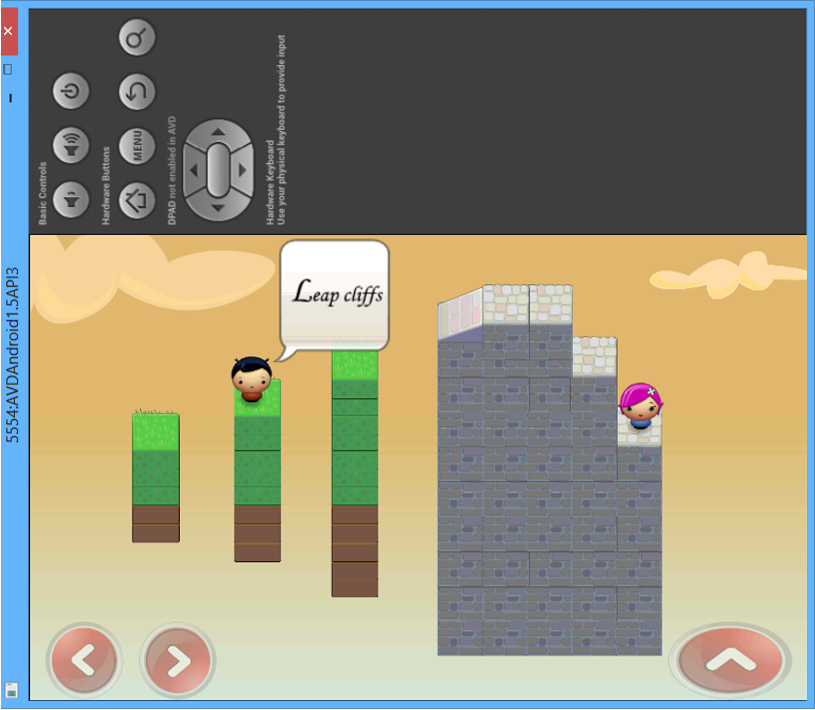 5554:AVDAndroid1.5API3
Basic Controls
Hardware Buttons
MENU
DPAD not enabled in AVD
Hardware Keyboard
Use your physical keyboard to provide input
Leap cliffs